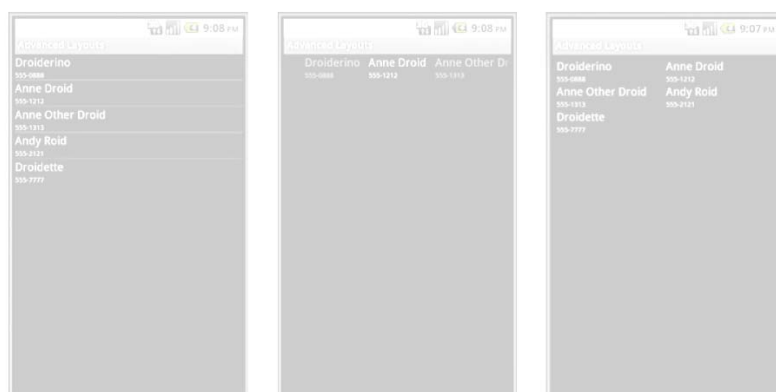 9:08 PM
Advanced Layouts
Droiderino
555-0888
Anne Droid
555-1212
Anne Other Droid
555-1313
Andy Roid
555-2121
Droidette
555-7777
9:08 PM
Advanced Layouts
Droiderino Anne Droid Anne Other Dr
555-0888 555-1212 555-1313
9:07 PM
Advanced Layouts
Droiderino Anne Droid
555-0888 555-1212
Anne Other Droid Andy Roid
555-1313 555-2121
Droidette
555-7777